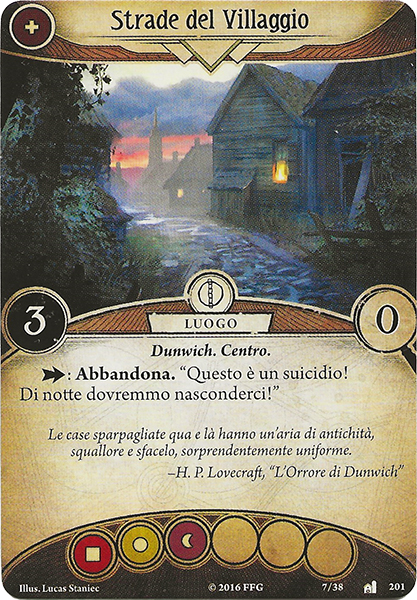 Strade del Villaggio
3
LUOGO
0
Dunwich. Centro.
: Abbandona. “Questo è un suicidio!
Di notte dovremmo nasconderci!”
Le case sparpagliate qua e là hanno un’aria di antichità,
squallore e sfacelo, sorprendentemente uniforme.
–H. P. Lovecraft, “L’Orrore di Dunwich”
Illus. Lucas Staniec
© 2016 FFG
7/38
201